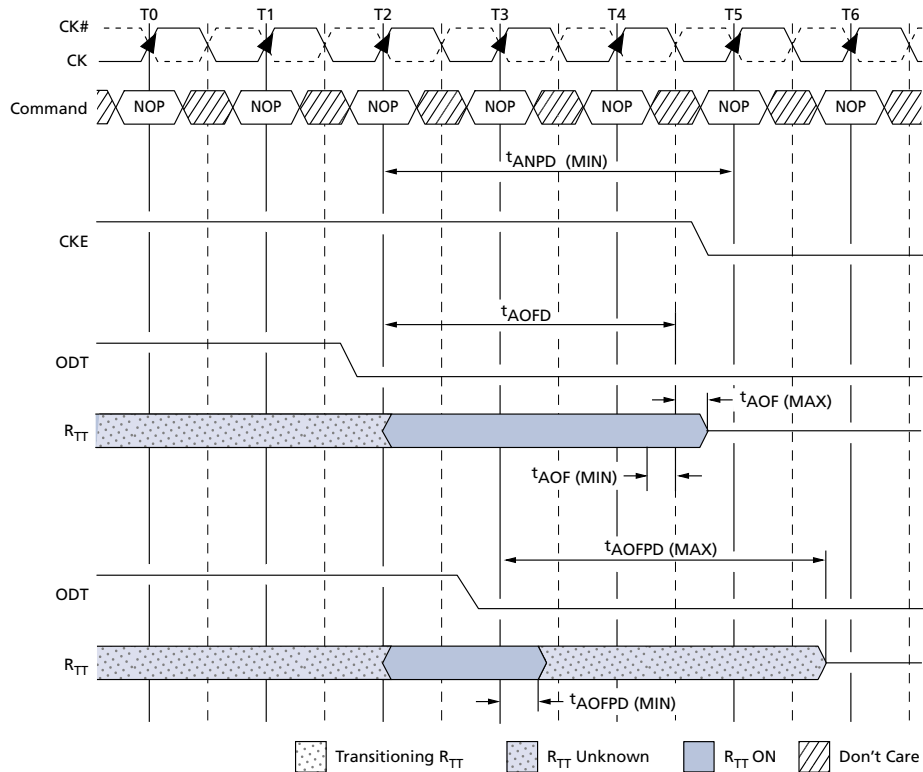 T0 T1 T2 T3 T4 T5 T6
CK#
CK
Command NOP NOP NOP NOP NOP NOP NOP
tANPD (MIN)
CKE
tAOFD
ODT
tAOF (MAX)
RTT
tAOF (MIN)
tAOFPD (MAX)
ODT
RTT
tAOFPD (MIN)
Transitioning RTT RTT Unknown RTT ON Don't Care